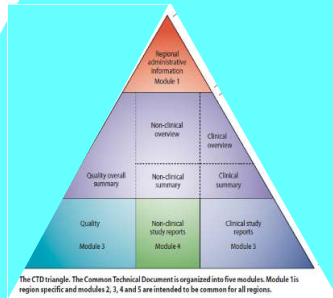 Regional
administrative
information
Module 1
Non-clinical
overview
Clinical
overview
Quality overall
summary
Non-clinical
summary
Clinical
summary
Quality
Module 3
Non-clinical
study reports
Module 4
Clinical study
reports
Module 5
The CTD triangle. The Common Technical Document is organized into five modules. Module 1 is
region specific and modules 2, 3, 4 and 5 are intended to be common for all regions.